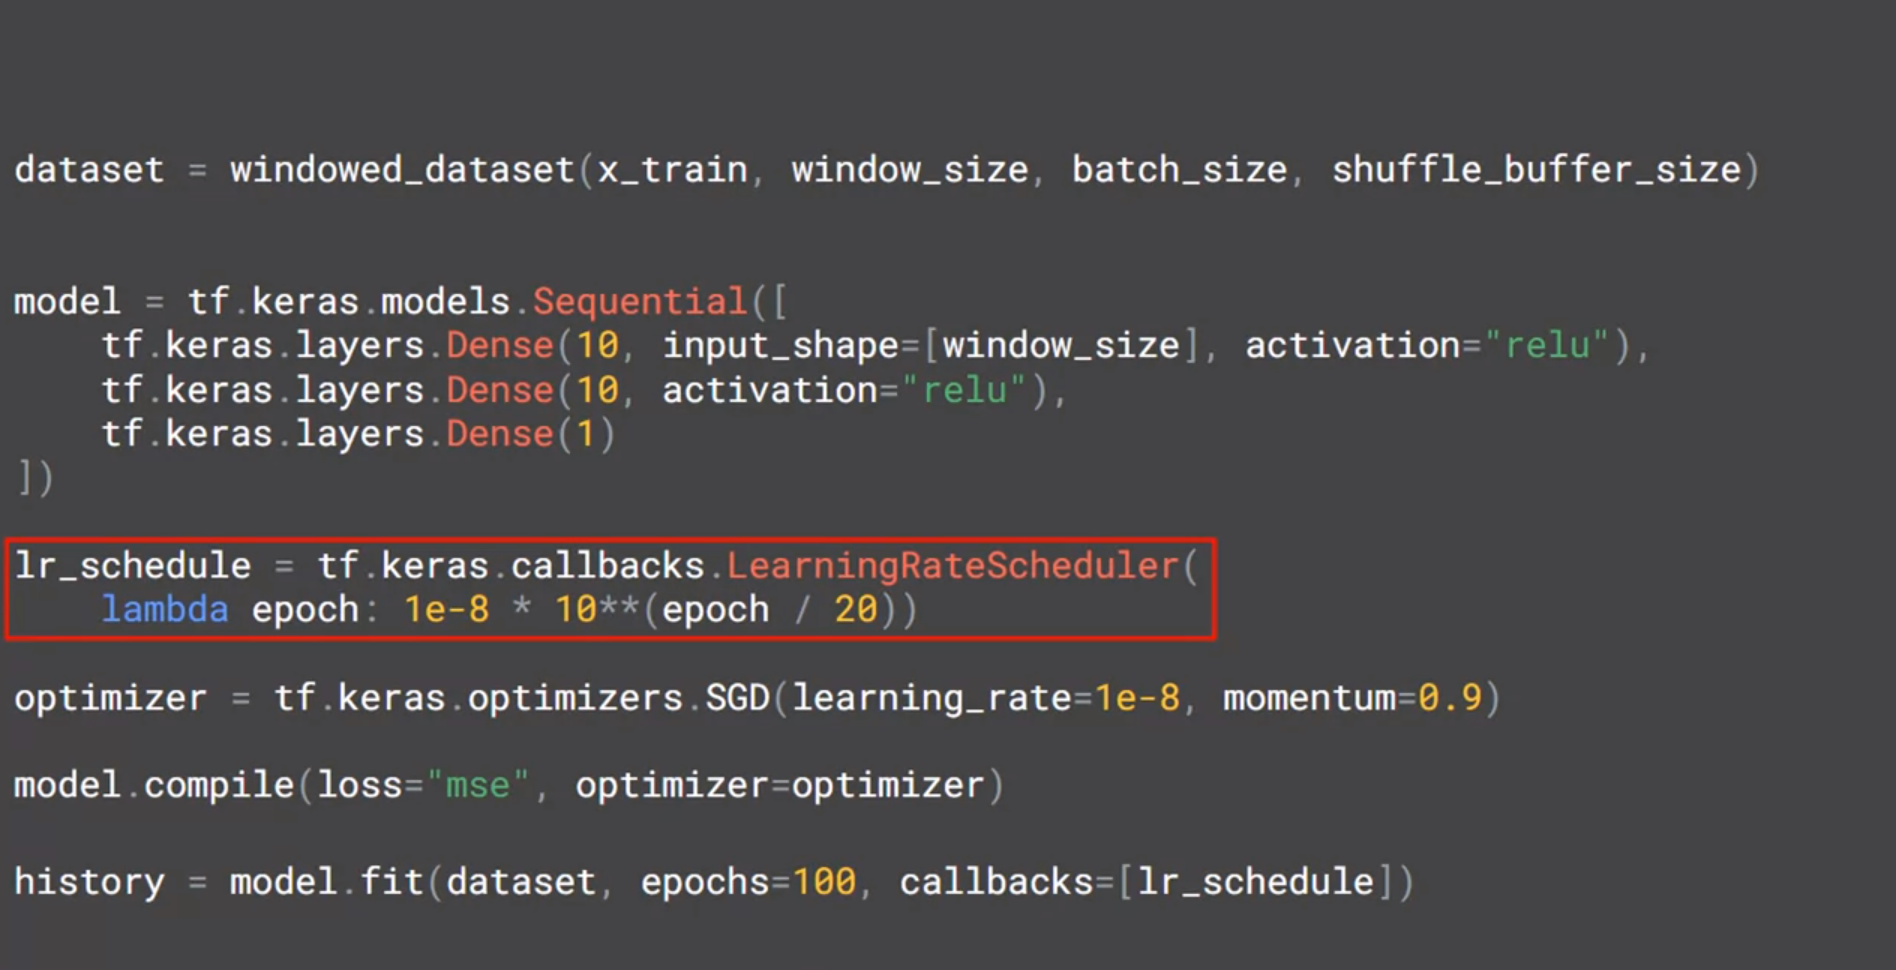 dataset = windowed_dataset(x_train, window_size, batch_size, shuffle_buffer_size)
model = tf.keras.models.Sequential([
    tf.keras.layers.Dense(10, input_shape=[window_size], activation="relu"),
    tf.keras.layers.Dense(10, activation="relu"),
    tf.keras.layers.Dense(1)
])
lr_schedule = tf.keras.callbacks.LearningRateScheduler(
    lambda epoch: 1e-8 * 10**(epoch / 20))
optimizer = tf.keras.optimizers.SGD(learning_rate=1e-8, momentum=0.9)
model.compile(loss="mse", optimizer=optimizer)
history = model.fit(dataset, epochs=100, callbacks=[lr_schedule])